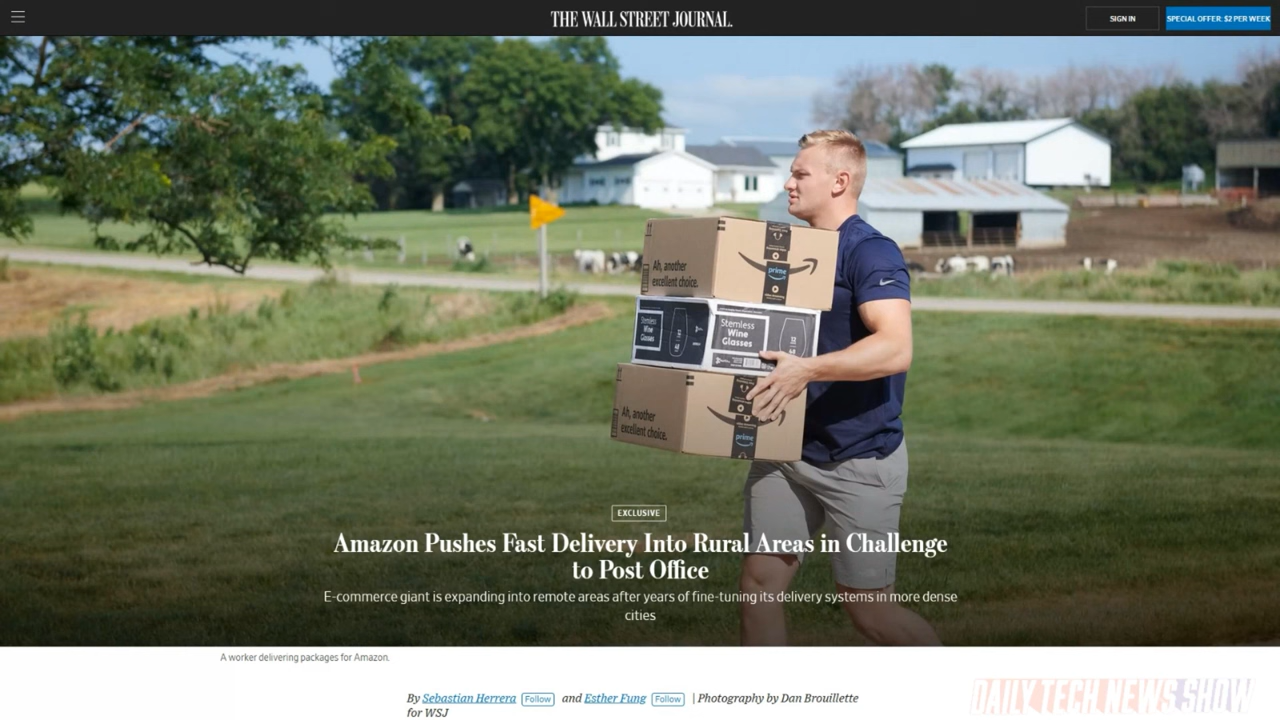 THE WALL STREET JOURNAL.
SIGN IN
SPECIAL OFFER: $2 PER WEEK
Ah, another
excellent choice.
prime
Stemless
Wine
Glasses
Stemless
Wine
Glasses
12
Ah, another
excellent choice.
prime
EXCLUSIVE
Amazon Pushes Fast Delivery Into Rural Areas in Challenge
to Post Office
E-commerce giant is expanding into remote areas after years of fine-tuning its delivery systems in more dense
cities
A worker delivering packages for Amazon.
By Sebastian Herrera Follow and Esther Fung Follow | Photography by Dan Brouillette
for WSJ
DAILY TECH NEWS SHOW